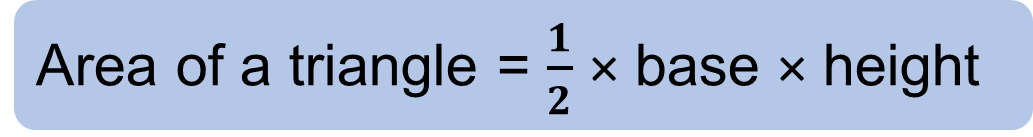 Area of a triangle = 1/2 × base × height